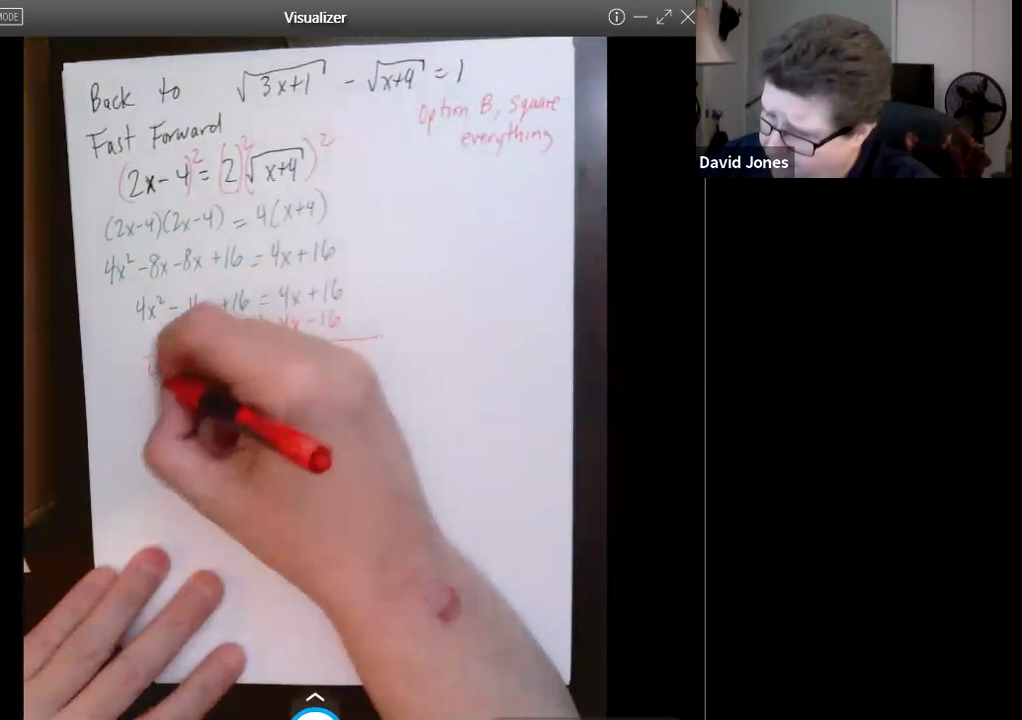 MODE
Visualizer
Back to √3x+1 - √x+4 = 1
Option B, square
everything
Fast Forward
(2x-4)² = (2)²(√x+4)²
(2x-4)(2x-4) = 4(x+4)
4x² -8x -8x +16 = 4x+16
4x² - +16 = 4x+16
4x -16
David Jones